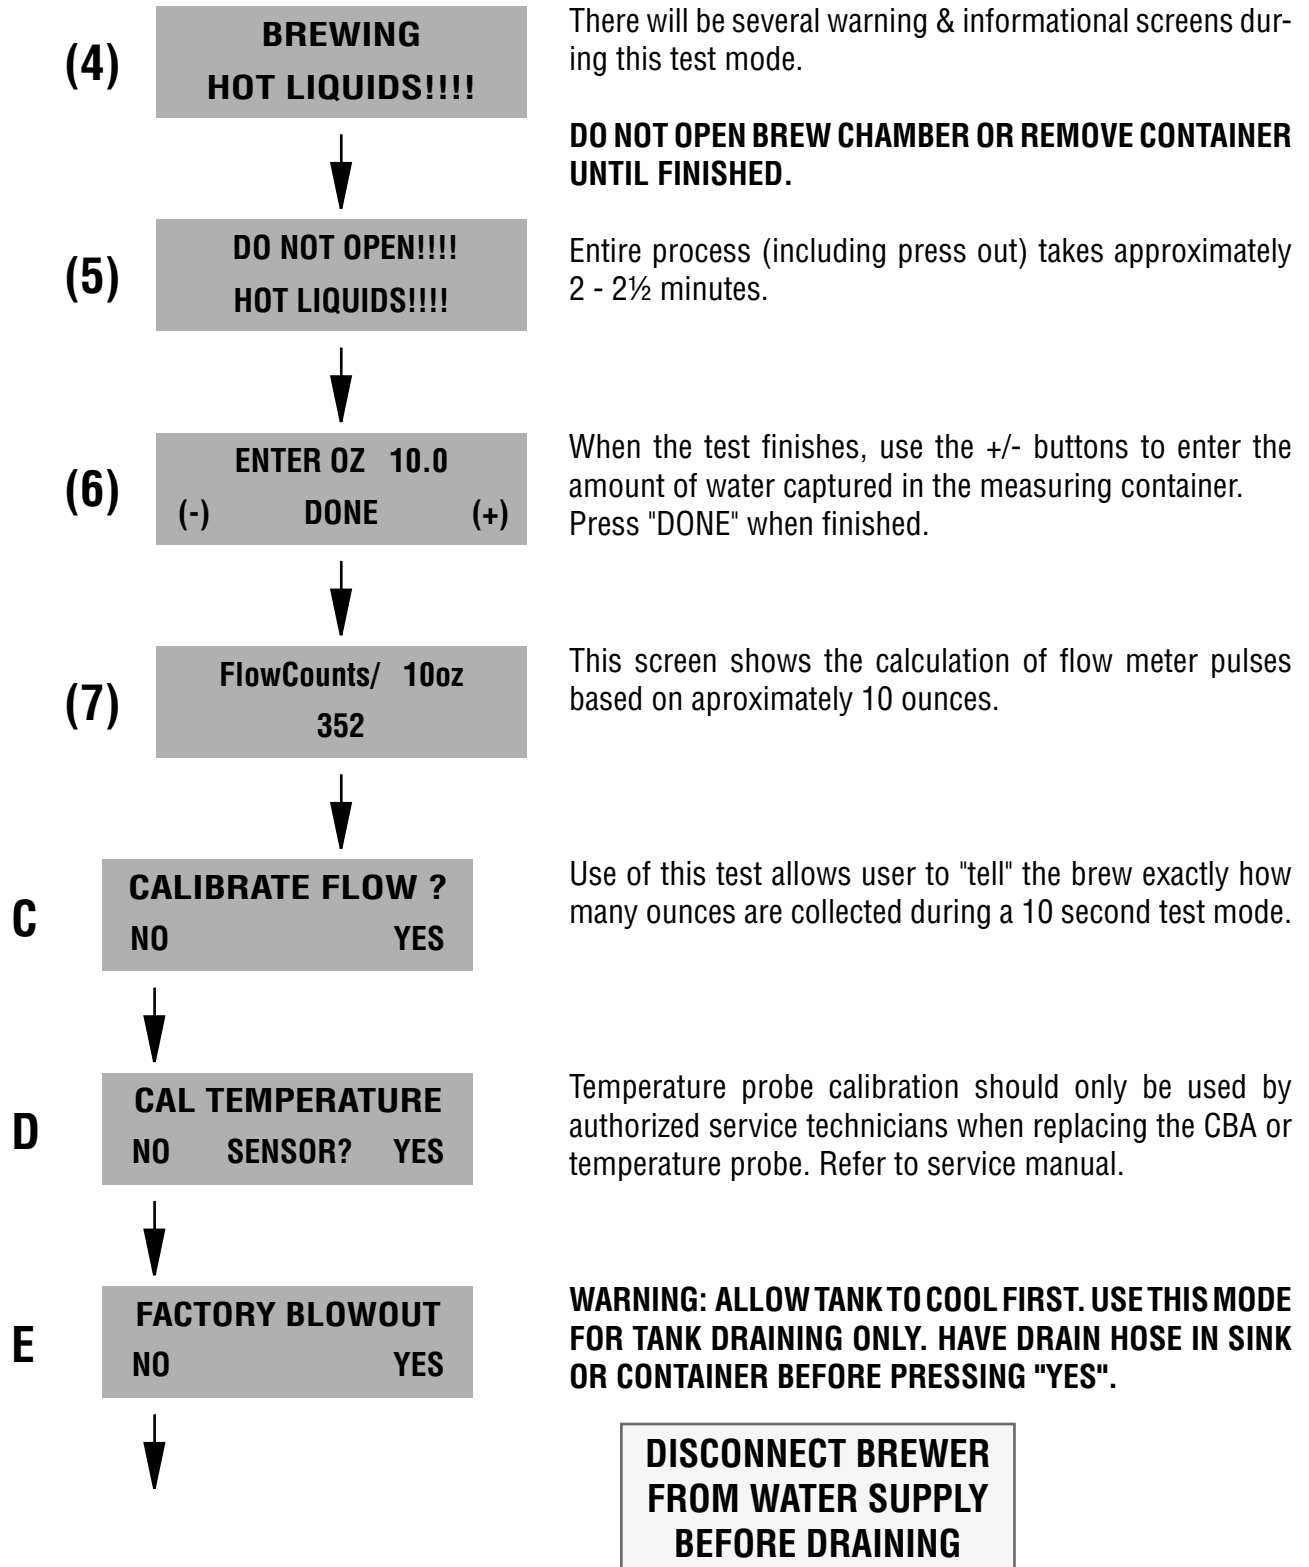 (4)
BREWING
HOT LIQUIDS!!!!
There will be several warning & informational screens dur-
ing this test mode.
DO NOT OPEN BREW CHAMBER OR REMOVE CONTAINER
UNTIL FINISHED.
(5)
DO NOT OPEN!!!!
HOT LIQUIDS!!!!
Entire process (including press out) takes approximately
2 - 2½ minutes.
(6)
ENTER OZ 10.0
(-) DONE (+)
When the test finishes, use the +/- buttons to enter the
amount of water captured in the measuring container.
Press "DONE" when finished.
(7)
FlowCounts/ 10oz
352
This screen shows the calculation of flow meter pulses
based on aproximately 10 ounces.
C
CALIBRATE FLOW ?
NO YES
Use of this test allows user to "tell" the brew exactly how
many ounces are collected during a 10 second test mode.
D
CAL TEMPERATURE
NO SENSOR? YES
Temperature probe calibration should only be used by
authorized service technicians when replacing the CBA or
temperature probe. Refer to service manual.
E
FACTORY BLOWOUT
NO YES
WARNING: ALLOW TANK TO COOL FIRST. USE THIS MODE
FOR TANK DRAINING ONLY. HAVE DRAIN HOSE IN SINK
OR CONTAINER BEFORE PRESSING "YES".
DISCONNECT BREWER
FROM WATER SUPPLY
BEFORE DRAINING